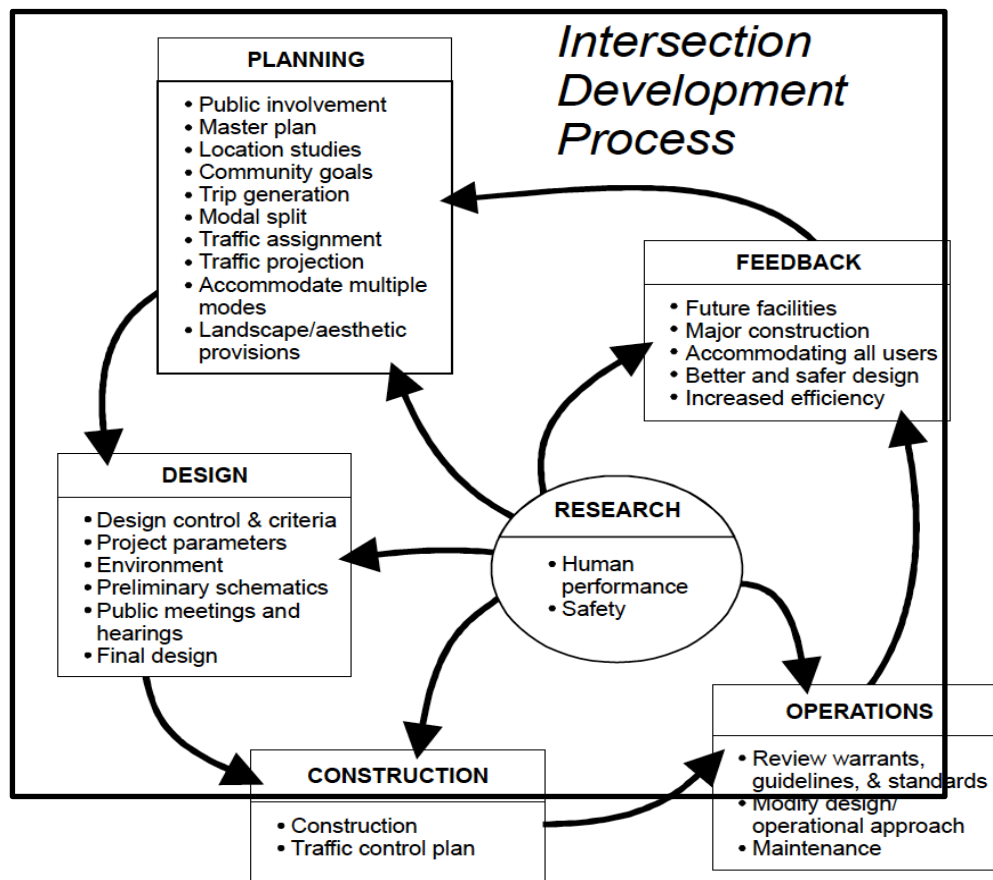 Intersection
Development
Process
PLANNING
• Public involvement
• Master plan
• Location studies
• Community goals
• Trip generation
• Modal split
• Traffic assignment
• Traffic projection
• Accommodate multiple
modes
• Landscape/aesthetic
provisions
FEEDBACK
• Future facilities
• Major construction
• Accommodating all users
• Better and safer design
• Increased efficiency
DESIGN
• Design control & criteria
• Project parameters
• Environment
• Preliminary schematics
• Public meetings and
hearings
• Final design
RESEARCH
• Human
performance
• Safety
OPERATIONS
• Review warrants,
guidelines, & standards
• Modify design/
operational approach
• Maintenance
CONSTRUCTION
• Construction
• Traffic control plan